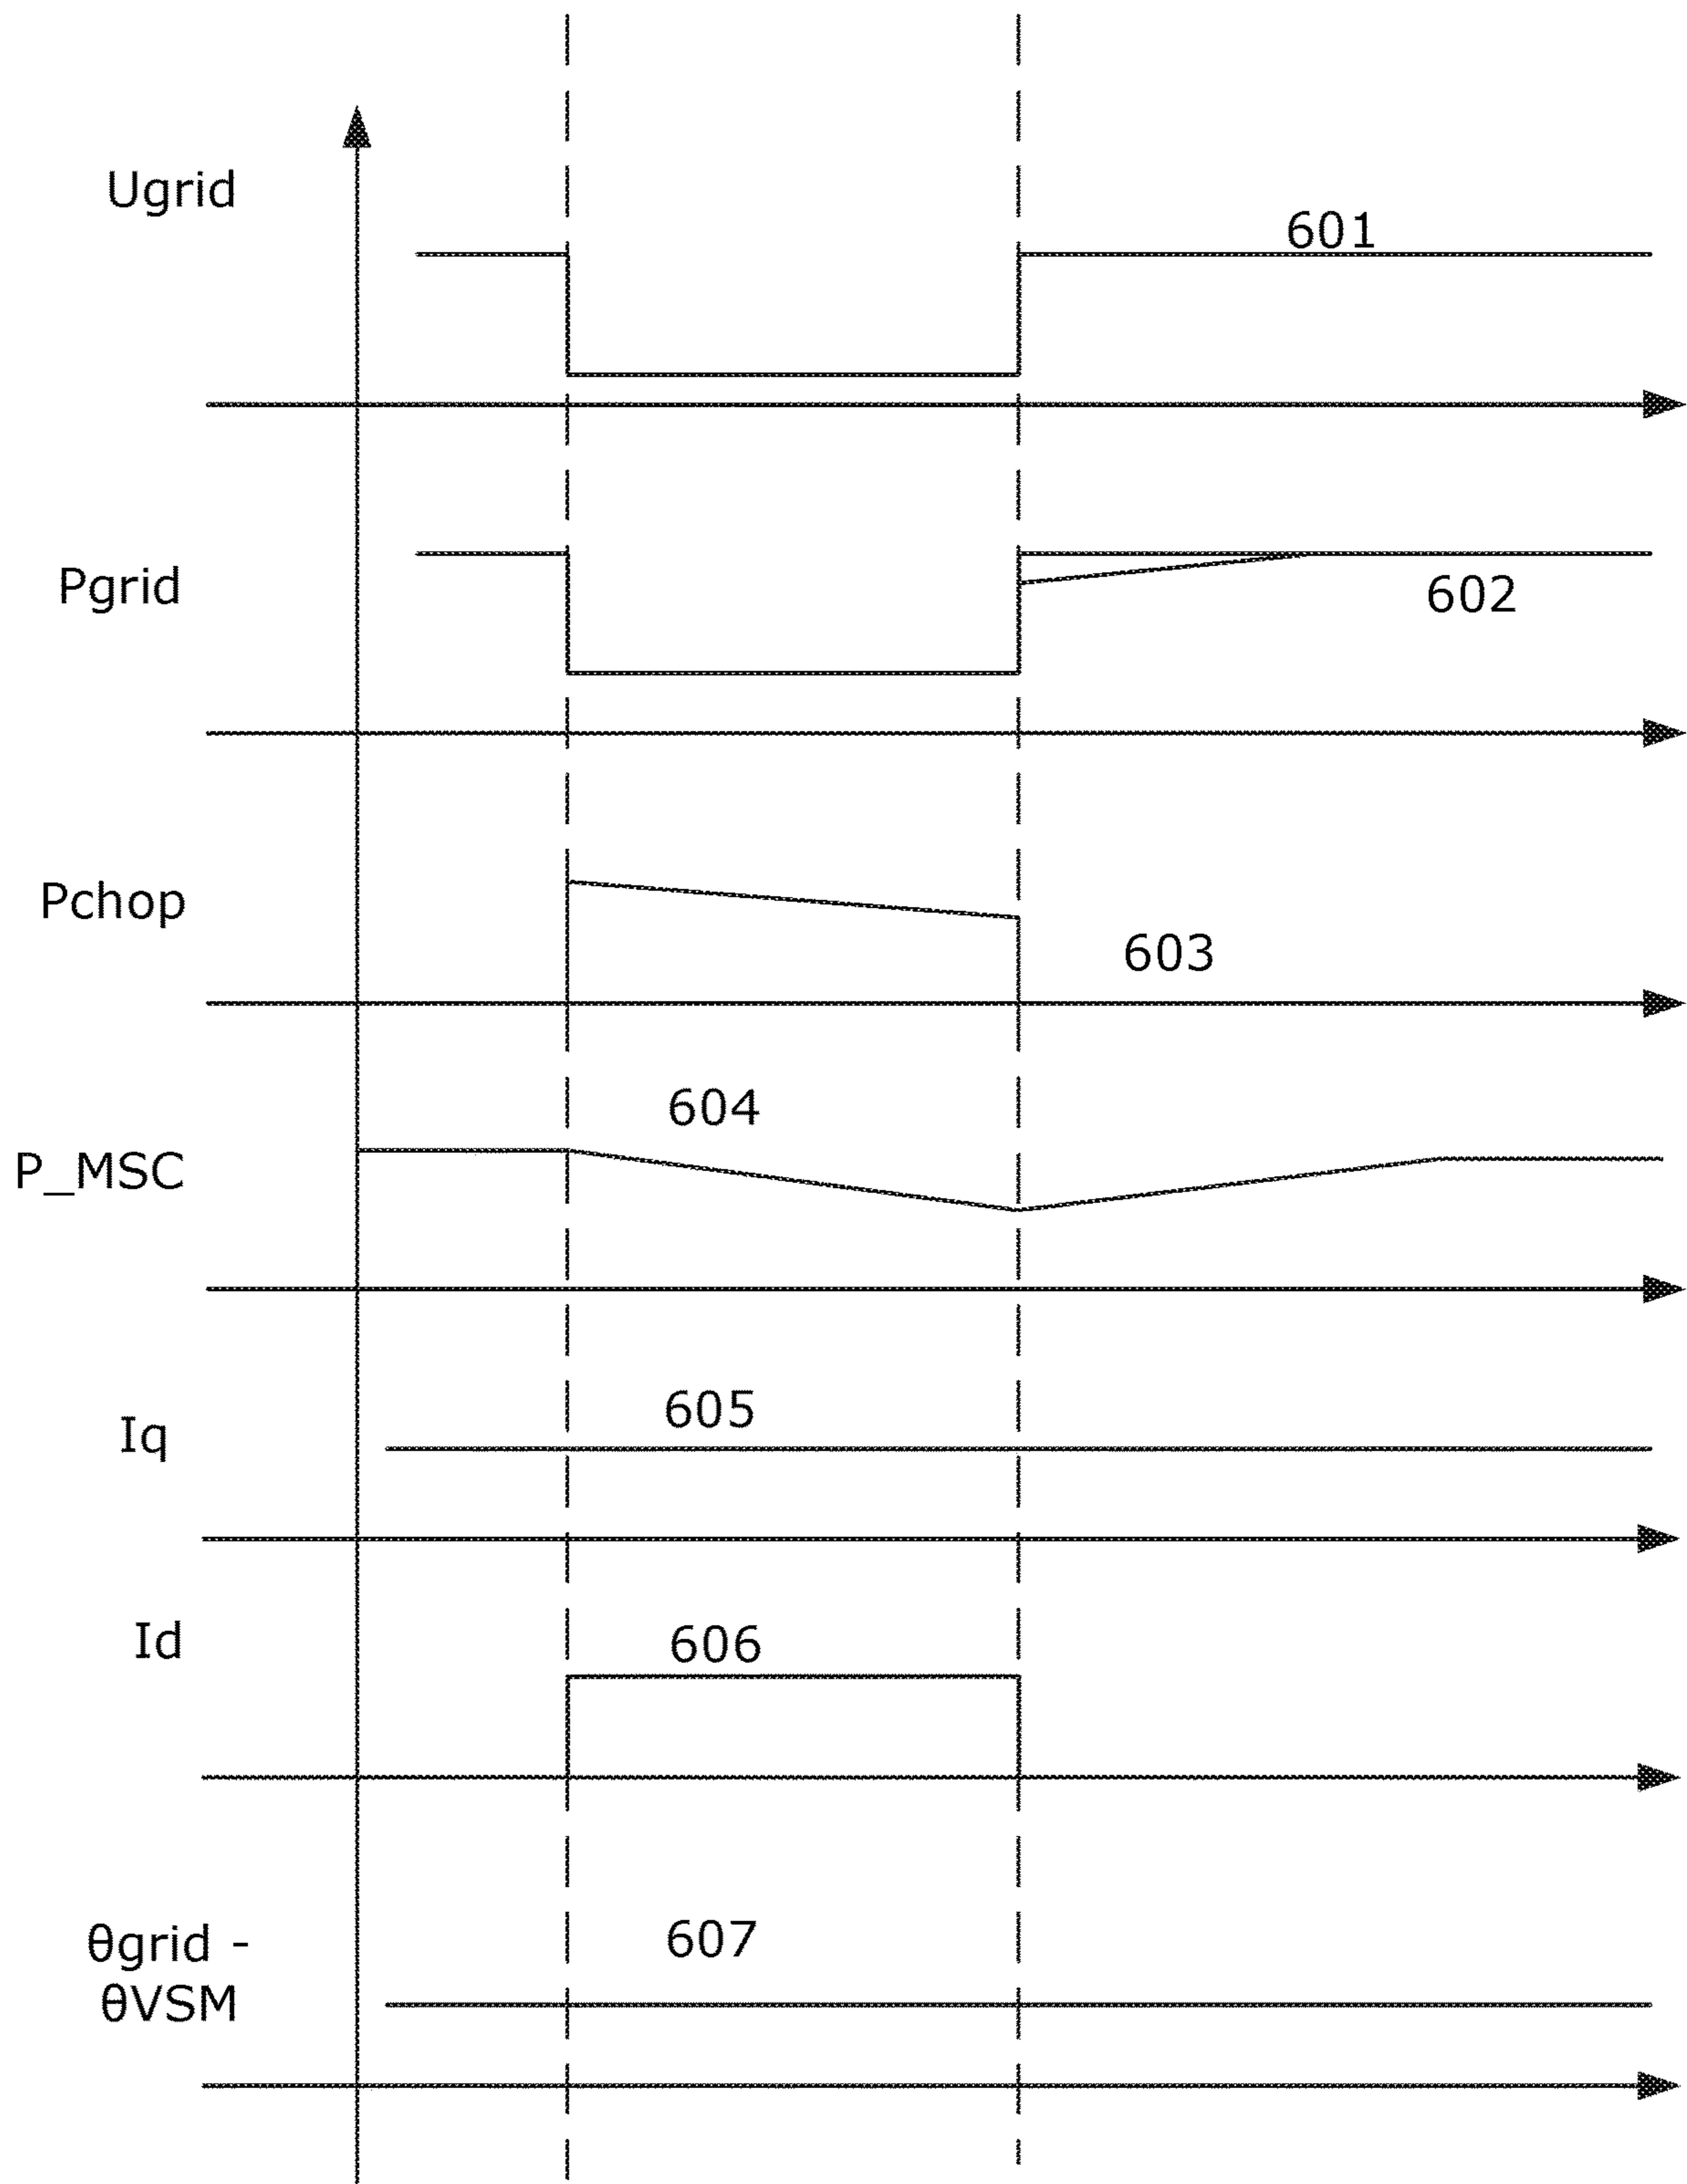 Ugrid
601
Pgrid
602
Pchop
603
604
P_MSC
605
Iq
606
Id
607
θgrid -
θVSM